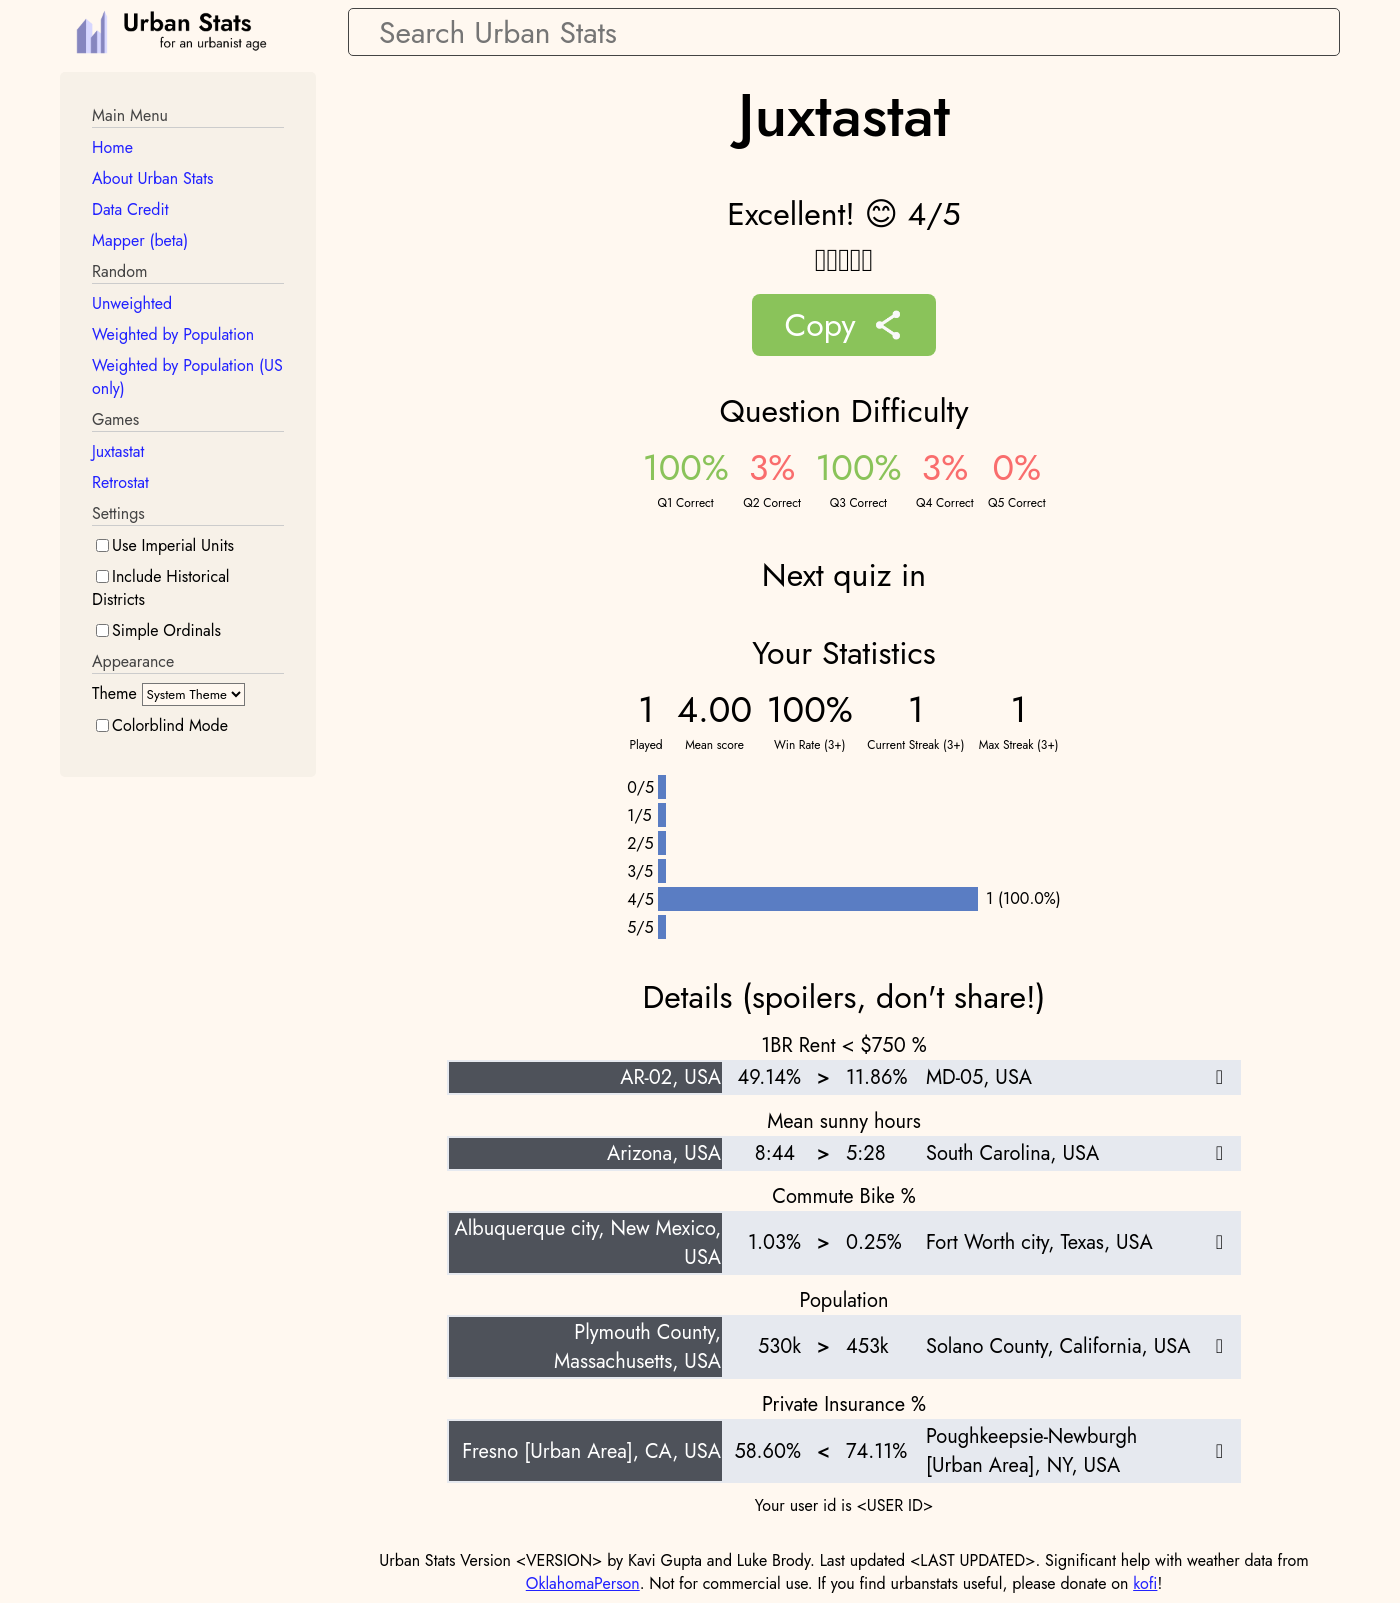 Urban Stats
for an urbanist age
Search Urban Stats
Main Menu
Home
About Urban Stats
Data Credit
Mapper (beta)
Random
Unweighted
Weighted by Population
Weighted by Population (US
only)
Games
Juxtastat
Retrostat
Settings
Use Imperial Units
Include Historical
Districts
Simple Ordinals
Appearance
Theme System Theme
Colorblind Mode
Juxtastat
Excellent! 😊 4/5
Copy
Question Difficulty
100% 3% 100% 3% 0%
Q1 Correct Q2 Correct Q3 Correct Q4 Correct Q5 Correct
Next quiz in
Your Statistics
1 4.00 100% 1 1
Played Mean score Win Rate (3+) Current Streak (3+) Max Streak (3+)
0/5
1/5
2/5
3/5
4/5 1 (100.0%)
5/5
Details (spoilers, don't share!)
1BR Rent < $750 %
AR-02, USA 49.14% > 11.86% MD-05, USA
Mean sunny hours
Arizona, USA 8:44 > 5:28 South Carolina, USA
Commute Bike %
Albuquerque city, New Mexico,
USA 1.03% > 0.25% Fort Worth city, Texas, USA
Population
Plymouth County,
Massachusetts, USA 530k > 453k Solano County, California, USA
Private Insurance %
Fresno [Urban Area], CA, USA 58.60% < 74.11% Poughkeepsie-Newburgh
[Urban Area], NY, USA
Your user id is <USER ID>
Urban Stats Version <VERSION> by Kavi Gupta and Luke Brody. Last updated <LAST UPDATED>. Significant help with weather data from
OklahomaPerson. Not for commercial use. If you find urbanstats useful, please donate on kofi!